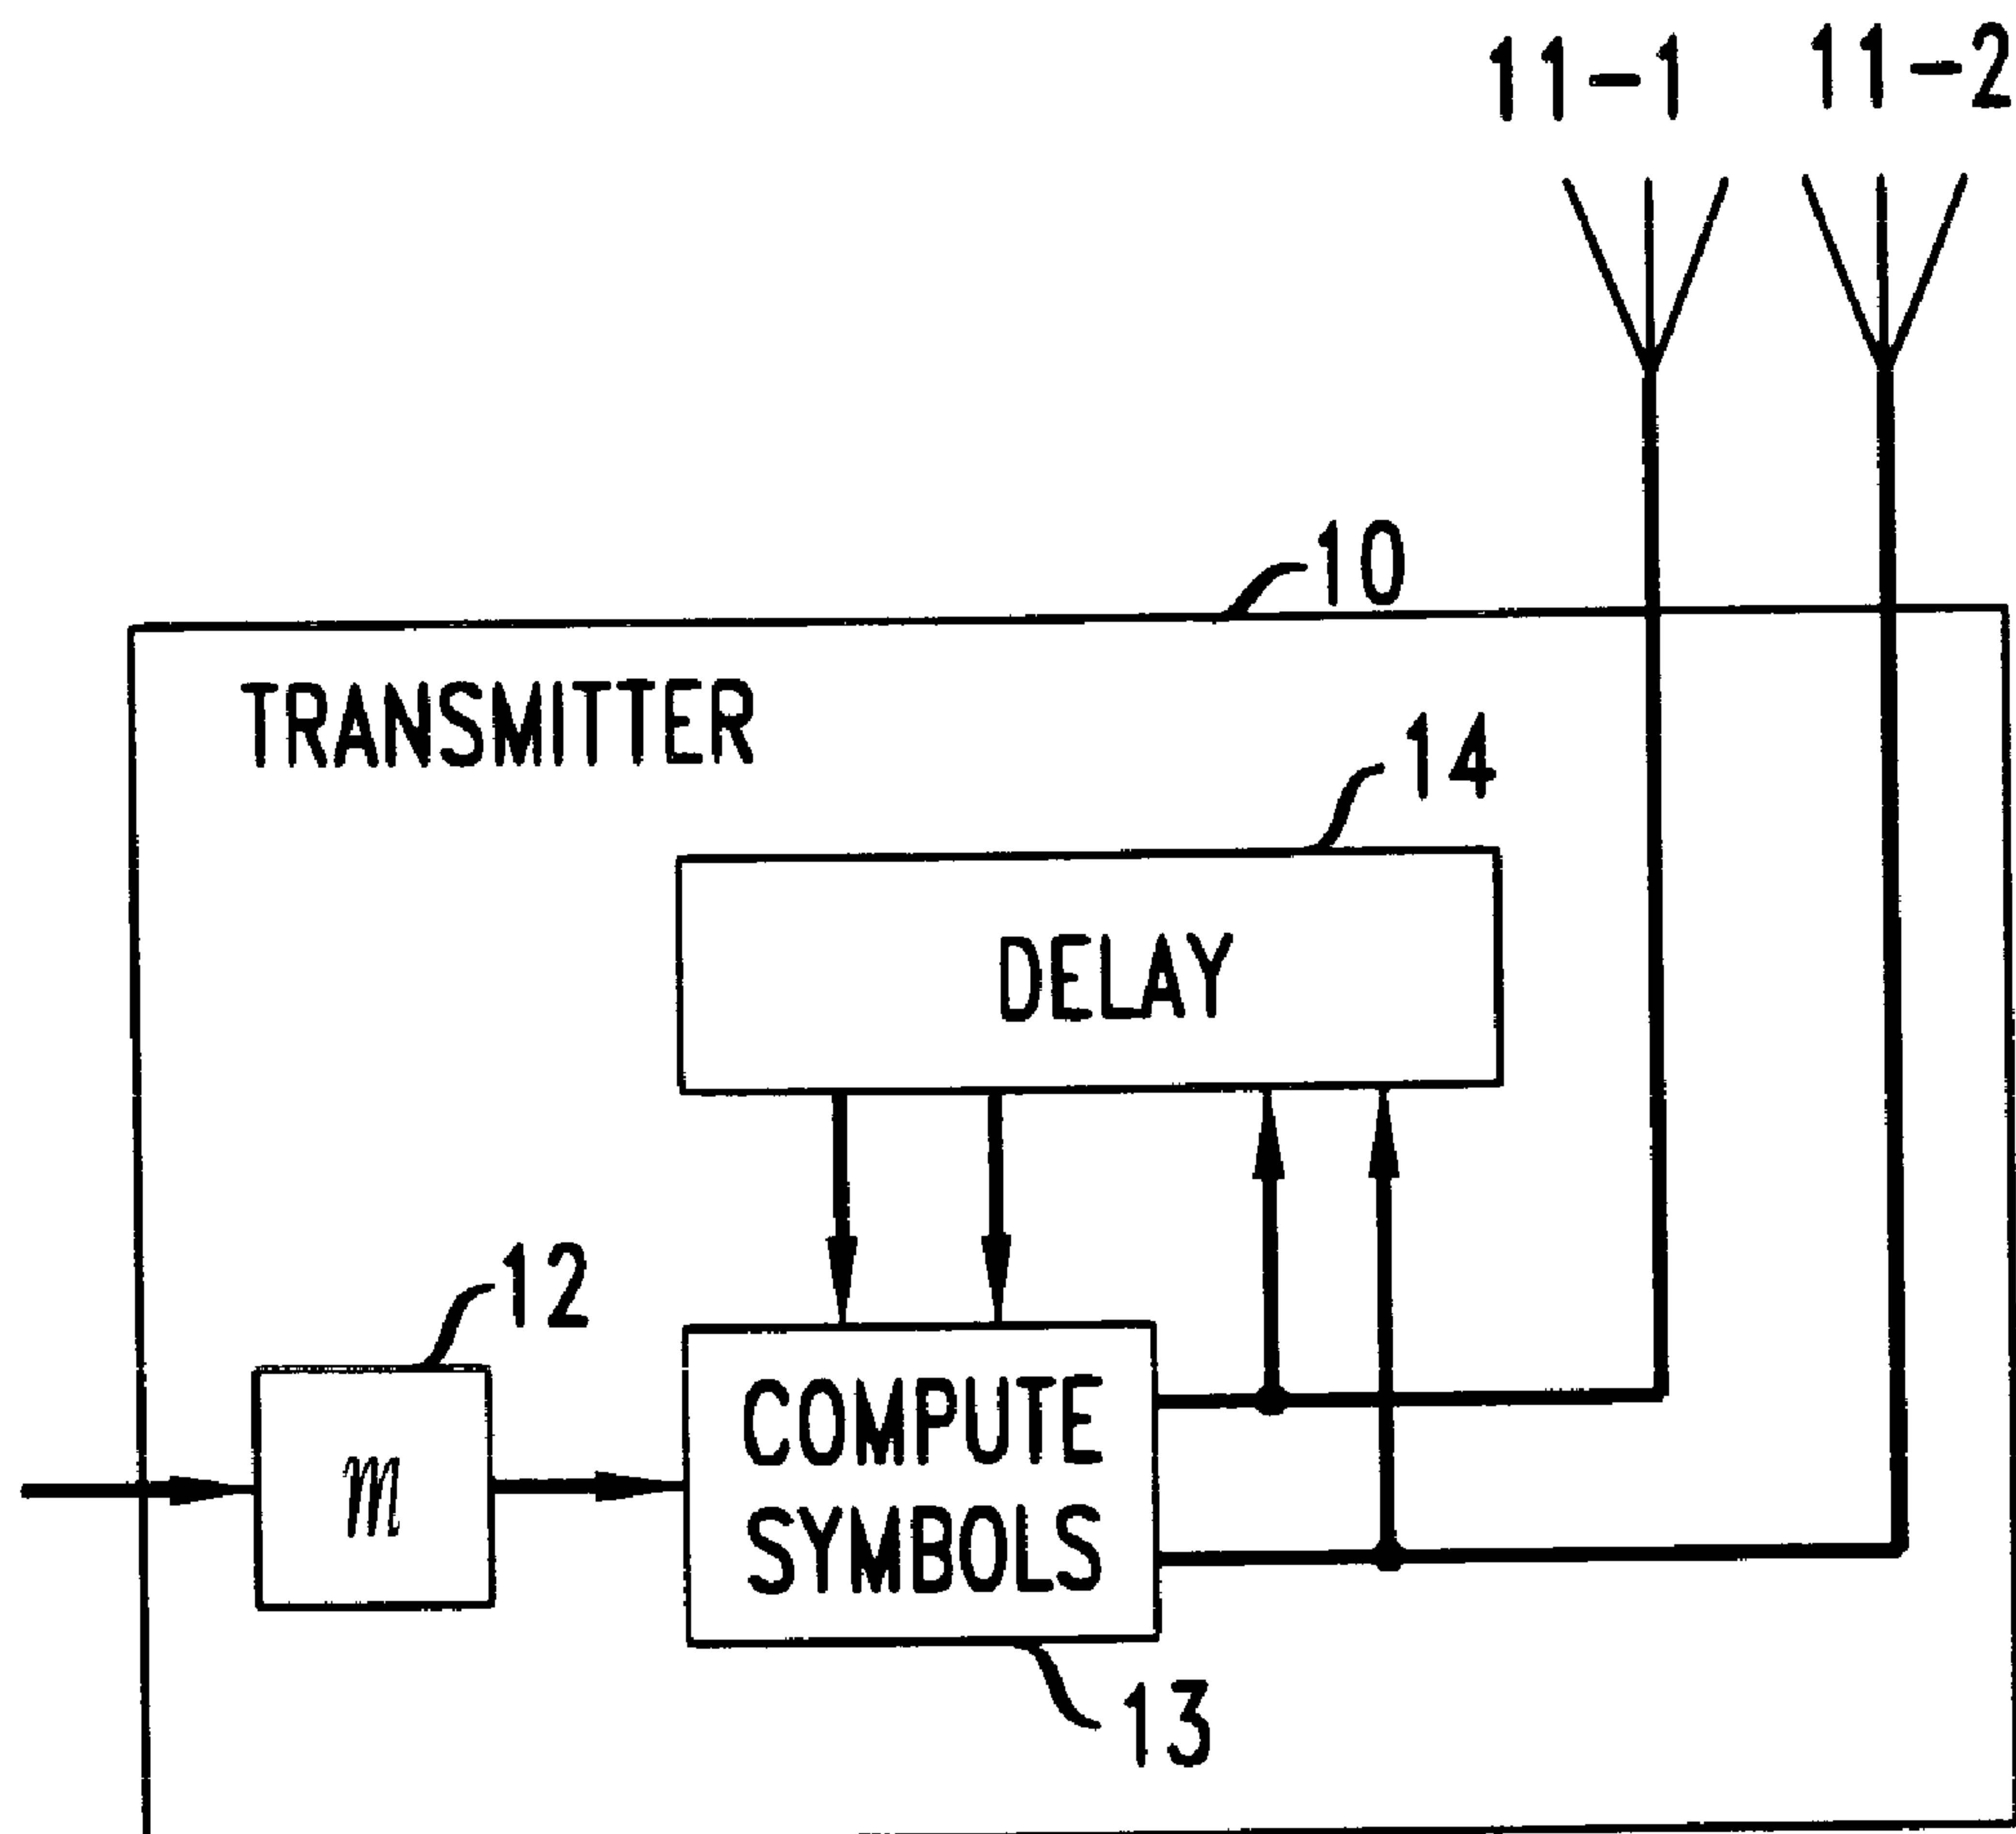 11-1 11-2
10
TRANSMITTER
14
DELAY
12
m
COMPUTE
SYMBOLS
13